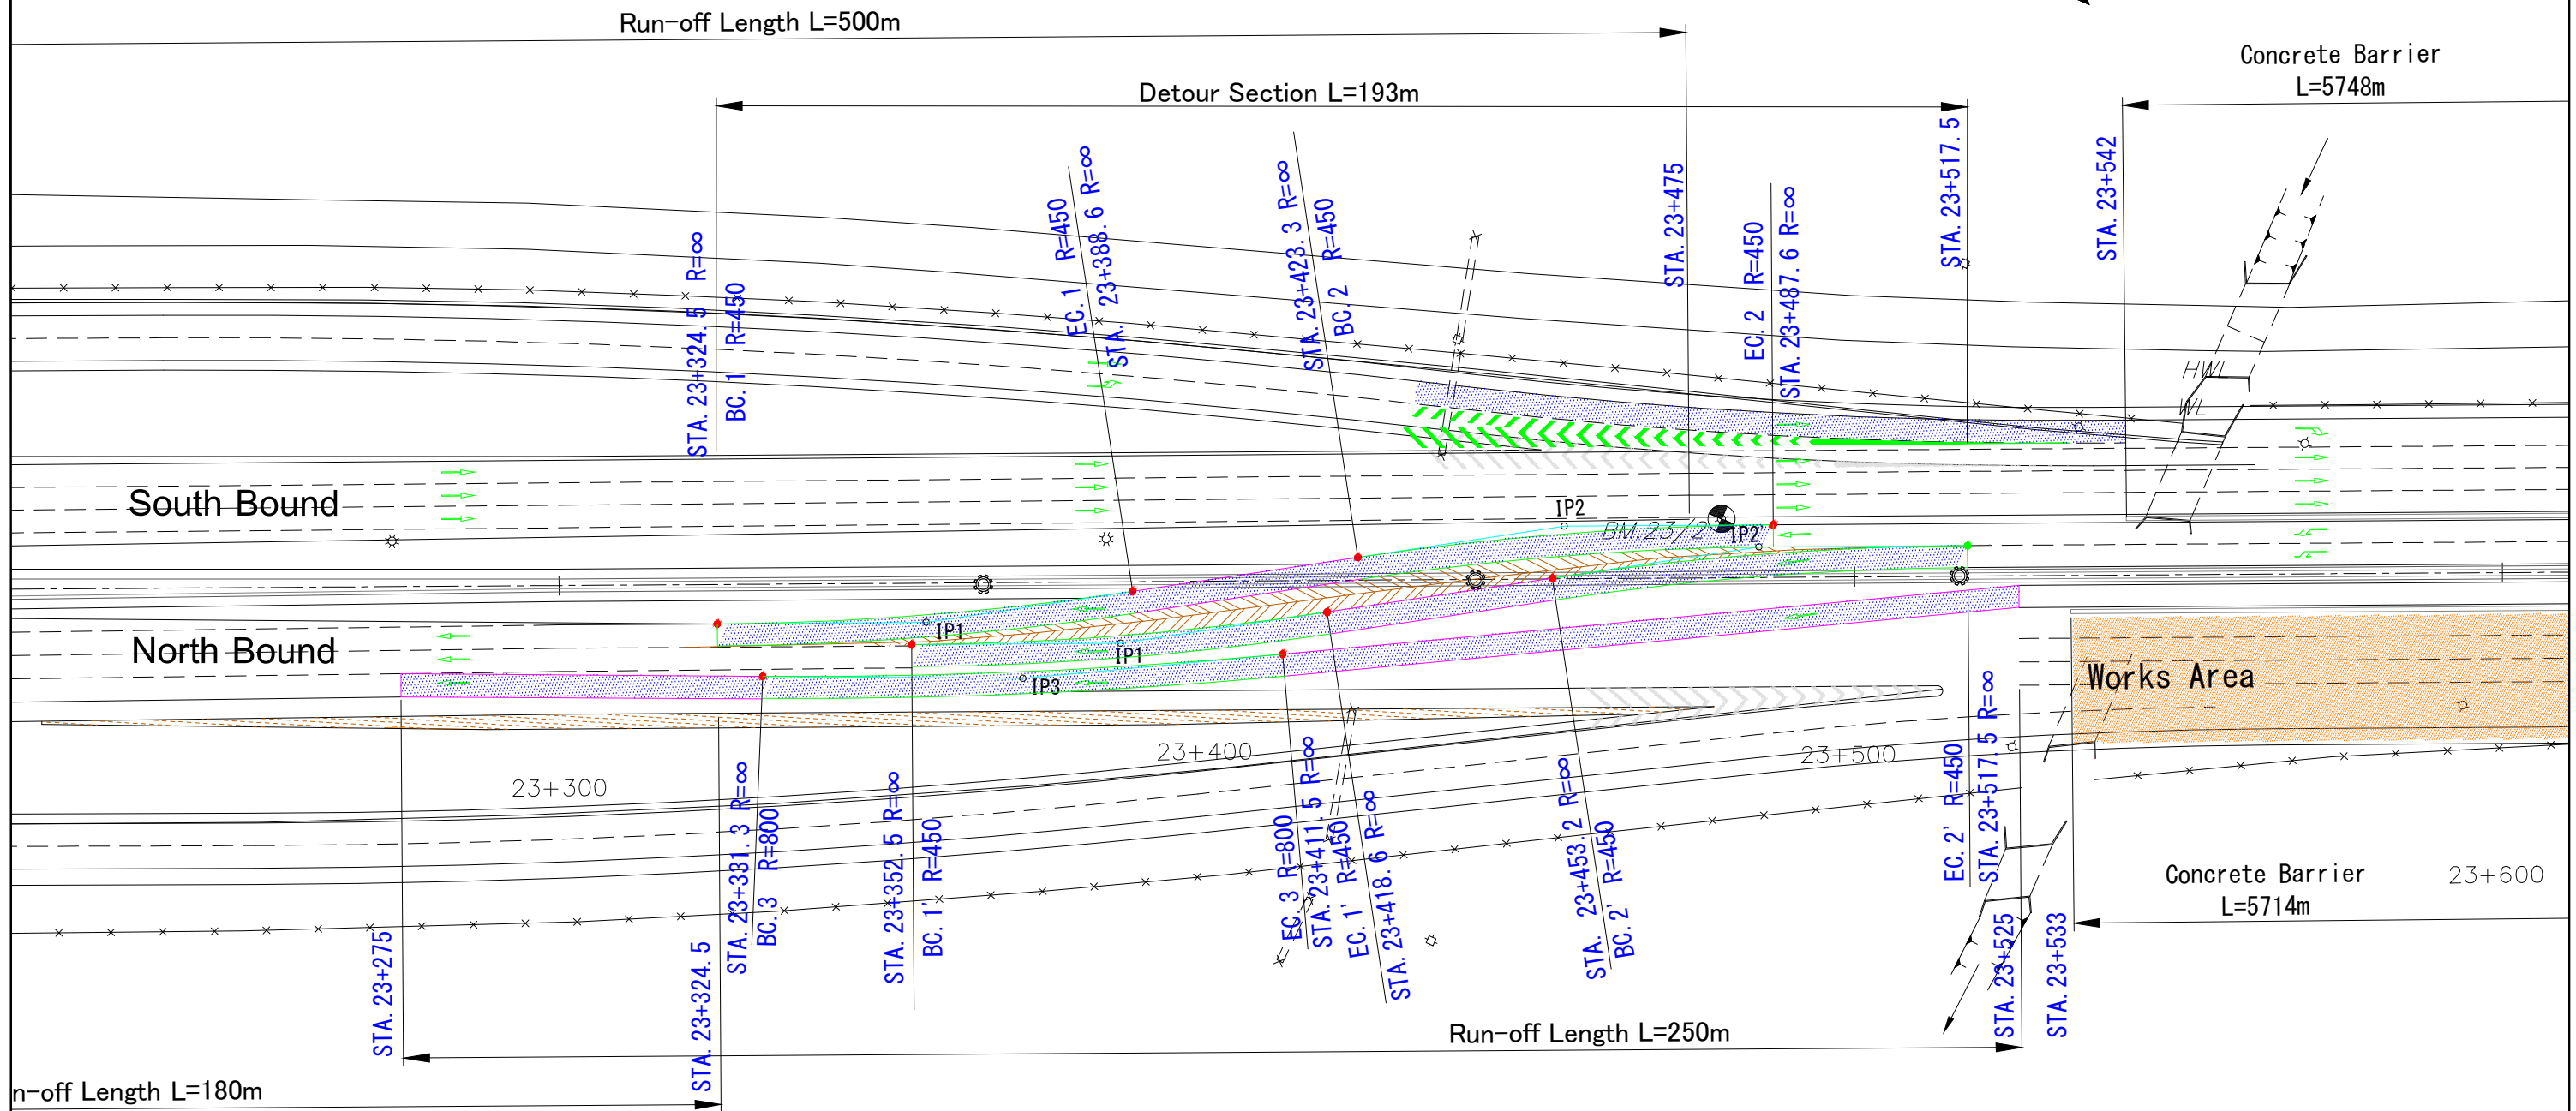 Run-off Length L=500m
Concrete Barrier
L=5748m
Detour Section L=193m
STA. 23+324. 5 R=∞
BC. 1 R=450
EC. 1 R=450
STA. 23+388. 6 R=∞
STA. 23+423. 3 R=∞
BC. 2 R=450
STA. 23+475
EC. 2 R=450
STA. 23+487. 6 R=∞
STA. 23+517. 5
STA. 23+542
HWL
WL
South Bound
IP2
BM.23/2
IP2'
North Bound
IP1
IP1'
IP3
Works Area
23+300
23+400
23+500
23+600
STA. 23+275
STA. 23+324. 5
STA. 23+331. 3 R=∞
BC. 3 R=800
STA. 23+352. 5 R=∞
BC. 1' R=450
EC. 3 R=800
STA. 23+411. 5 R=∞
EC. 1' R=450
STA. 23+418. 6 R=∞
STA. 23+453. 2 R=∞
BC. 2' R=450
EC. 2' R=450
STA. 23+517. 5 R=∞
STA. 23+525
STA. 23+533
Concrete Barrier
L=5714m
Run-off Length L=250m
n-off Length L=180m